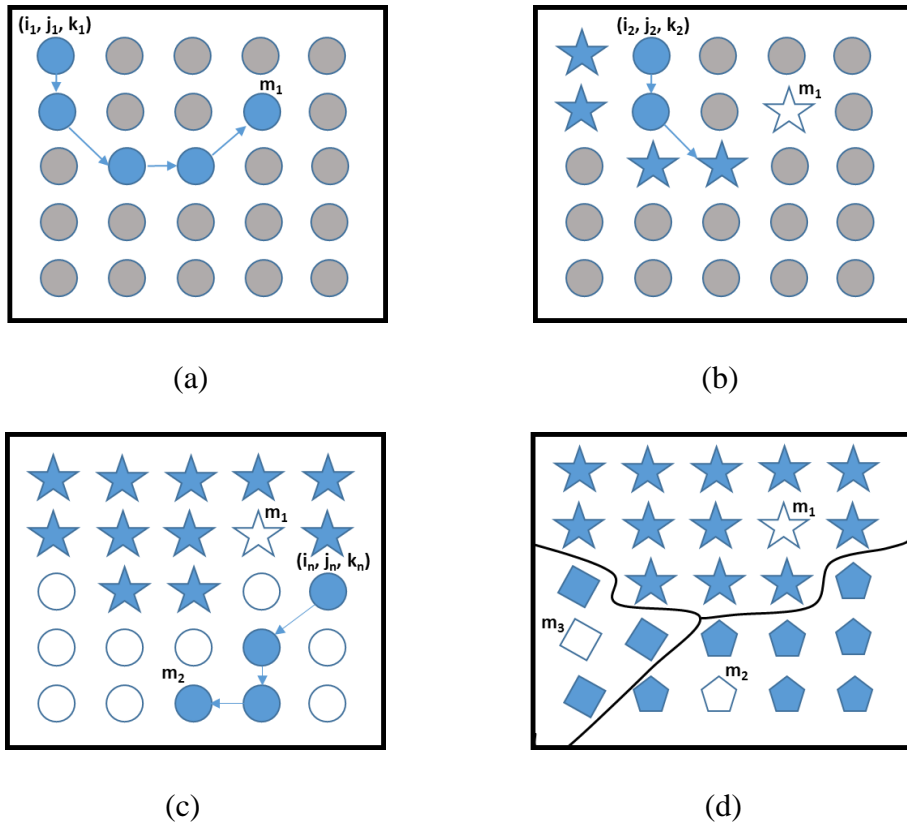 (i₁, j₁, k₁)
m₁
(a)
(i₂, j₂, k₂)
m₁
(b)
m₁
(iₙ, jₙ, kₙ)
m₂
(c)
m₁
m₃
m₂
(d)